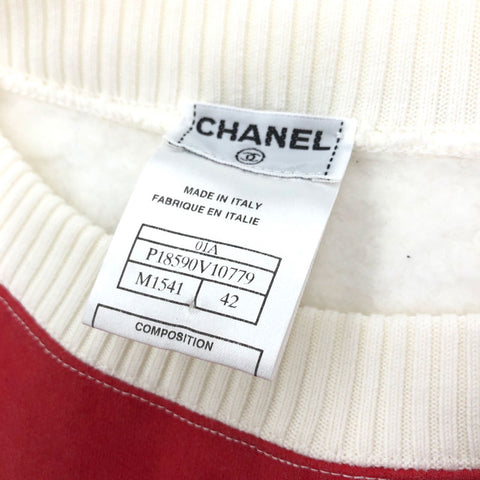 CHANEL
MADE IN ITALY
FABRIQUE EN ITALIE
01A
P18590V10779
M1541 42
COMPOSITION